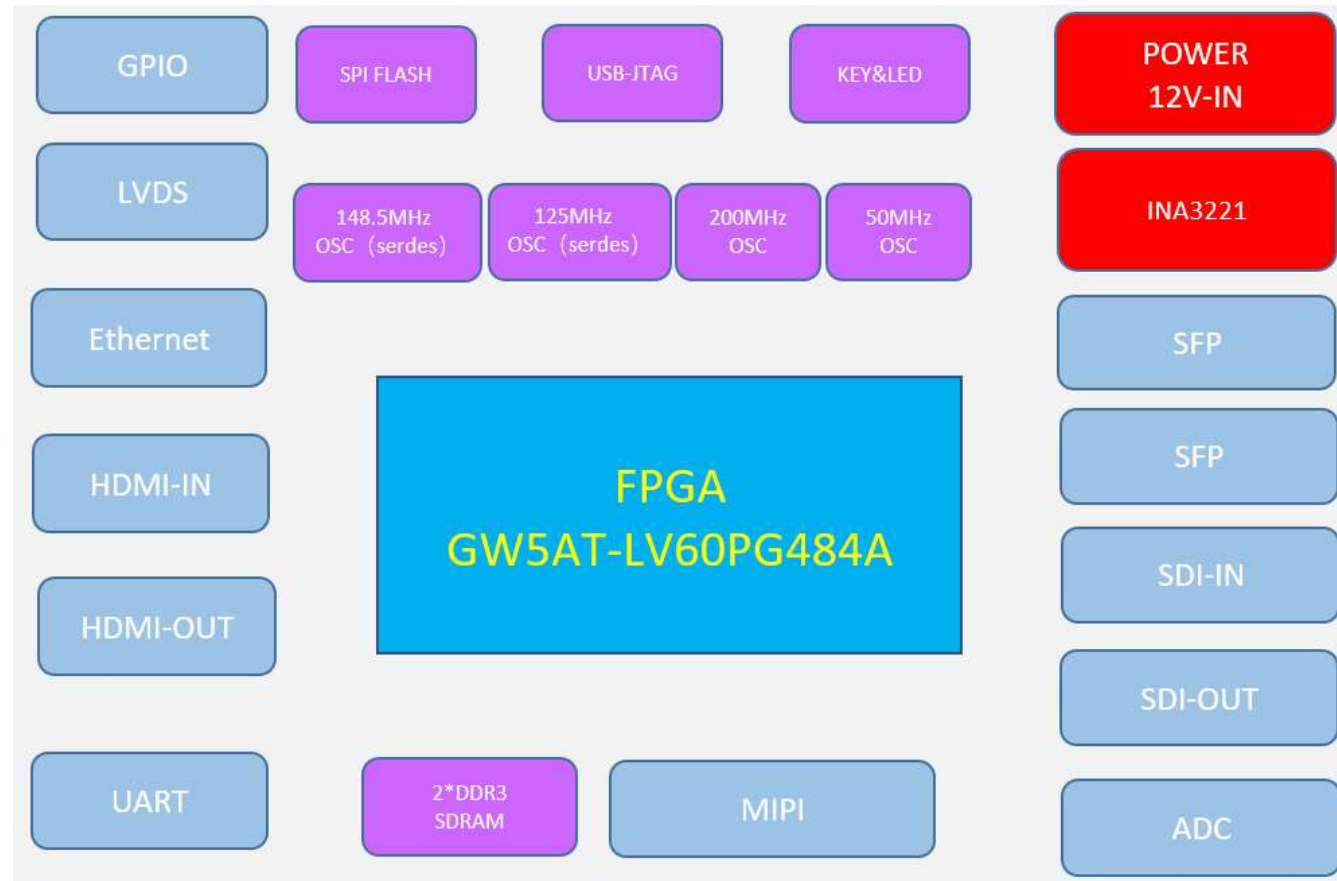 GPIO
SPI FLASH
USB-JTAG
KEY&LED
POWER
12V-IN
LVDS
148.5MHz
OSC（serdes）
125MHz
OSC（serdes）
200MHz
OSC
50MHz
OSC
INA3221
Ethernet
SFP
FPGA
GW5AT-LV60PG484A
HDMI-IN
SFP
HDMI-OUT
SDI-IN
SDI-OUT
UART
2*DDR3
SDRAM
MIPI
ADC